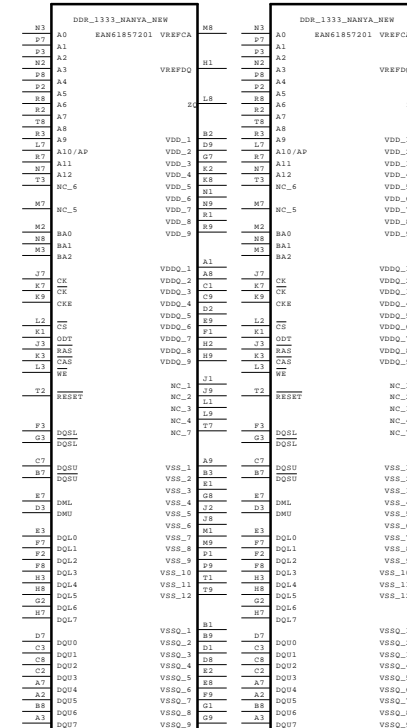 DDR_1333_NANYA_NEW
EAN61857201 VREFCA
N3 A0
P7 A1
P3 A2
N2 A3
P8 A4
P2 A5
R8 A6
R2 A7
T8 A8
R3 A9
L7 A10/AP
R7 A11
N7 A12
T3 NC_6
M7 NC_5
M2 BA0
N8 BA1
M3 BA2
J7 CK
K7 CK
K9 CKE
L2 CS
K1 ODT
J3 RAS
K3 CAS
L3 WE
T2 RESET
F3 DQSL
G3 DQSL
C7 DQSU
B7 DQSU
E7 DML
D3 DMU
E3 DQL0
F7 DQL1
F2 DQL2
F8 DQL3
H3 DQL4
H8 DQL5
G2 DQL6
H7 DQL7
D7 DQU0
C3 DQU1
C8 DQU2
C2 DQU3
A7 DQU4
A2 DQU5
B8 DQU6
A3 DQU7
M8
VREFDQ H1
ZQ L8
VDD_1 B2
VDD_2 D9
VDD_3 G7
VDD_4 K2
VDD_5 K8
VDD_6 N1
VDD_7 N9
VDD_8 R1
VDD_9 R9
VDDQ_1 A1
VDDQ_2 A8
VDDQ_3 C1
VDDQ_4 C9
VDDQ_5 D2
VDDQ_6 E9
VDDQ_7 F1
VDDQ_8 H2
VDDQ_9 H9
NC_1 J1
NC_2 J9
NC_3 L1
NC_4 L9
NC_7 T7
VSS_1 A9
VSS_2 B3
VSS_3 E1
VSS_4 G8
VSS_5 J2
VSS_6 J8
VSS_7 M1
VSS_8 M9
VSS_9 P1
VSS_10 P9
VSS_11 T1
VSS_12 T9
VSSQ_1 B1
VSSQ_2 B9
VSSQ_3 D1
VSSQ_4 D8
VSSQ_5 E2
VSSQ_6 E8
VSSQ_7 F9
VSSQ_8 G1
VSSQ_9 G9
DDR_1333_NANYA_NEW
EAN61857201 VREFCA
N3 A0
P7 A1
P3 A2
N2 A3
P8 A4
P2 A5
R8 A6
R2 A7
T8 A8
R3 A9
L7 A10/AP
R7 A11
N7 A12
T3 NC_6
M7 NC_5
M2 BA0
N8 BA1
M3 BA2
J7 CK
K7 CK
K9 CKE
L2 CS
K1 ODT
J3 RAS
K3 CAS
L3 WE
T2 RESET
F3 DQSL
G3 DQSL
C7 DQSU
B7 DQSU
E7 DML
D3 DMU
E3 DQL0
F7 DQL1
F2 DQL2
F8 DQL3
H3 DQL4
H8 DQL5
G2 DQL6
H7 DQL7
D7 DQU0
C3 DQU1
C8 DQU2
C2 DQU3
A7 DQU4
A2 DQU5
B8 DQU6
A3 DQU7